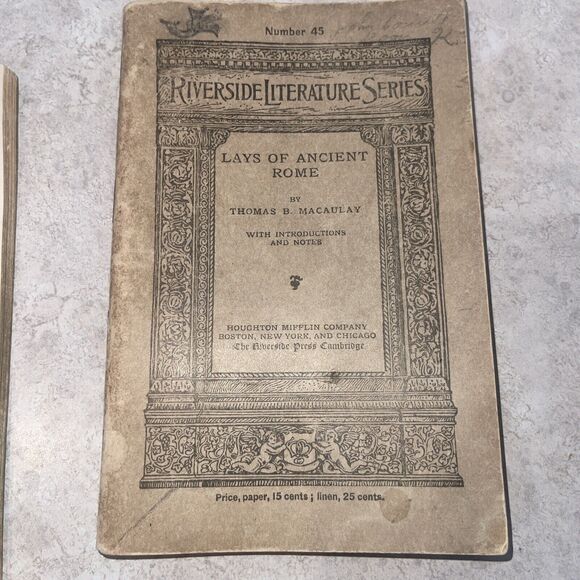 Number 45
RIVERSIDE LITERATURE SERIES
LAYS OF ANCIENT
ROME
BY
THOMAS B. MACAULAY
WITH INTRODUCTIONS
AND NOTES
HOUGHTON MIFFLIN COMPANY
BOSTON, NEW YORK, AND CHICAGO
The Riverside Press Cambridge
Price, paper, 15 cents; linen, 25 cents.